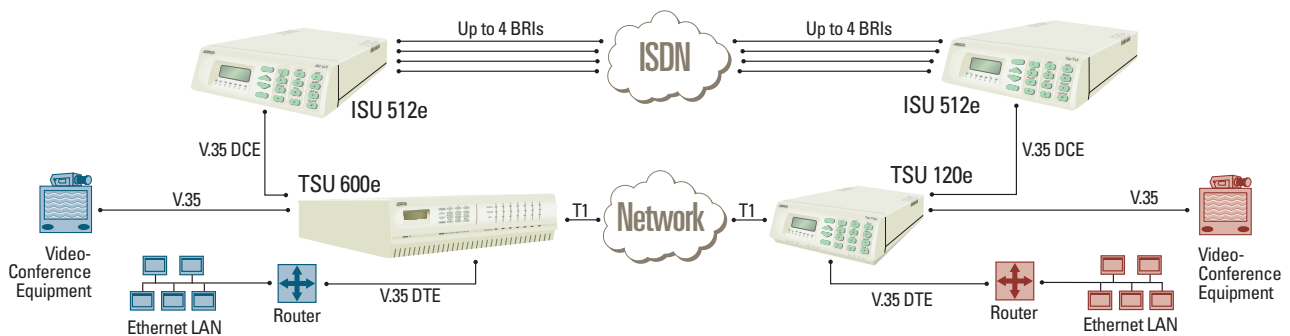 Up to 4 BRIs
ISDN
Up to 4 BRIs
ISU 512e
ISU 512e
V.35 DCE
V.35 DCE
TSU 600e
TSU 120e
V.35
V.35
T1
Network
T1
Video-
Conference
Equipment
Video-
Conference
Equipment
V.35 DTE
V.35 DTE
Router
Router
Ethernet LAN
Ethernet LAN